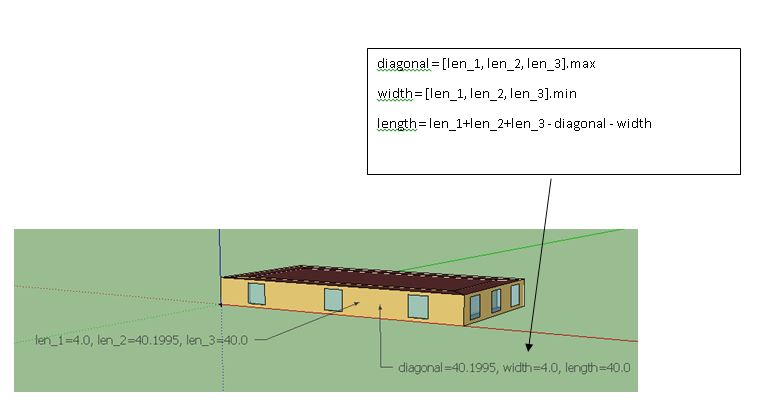 diagonal= [len_1, len_2, len_3].max
width= [len_1, len_2, len_3].min
length= len_1+len_2+len_3 - diagonal - width
len_1=4.0, len_2=40.1995, len_3=40.0
diagonal=40.1995, width=4.0, length=40.0